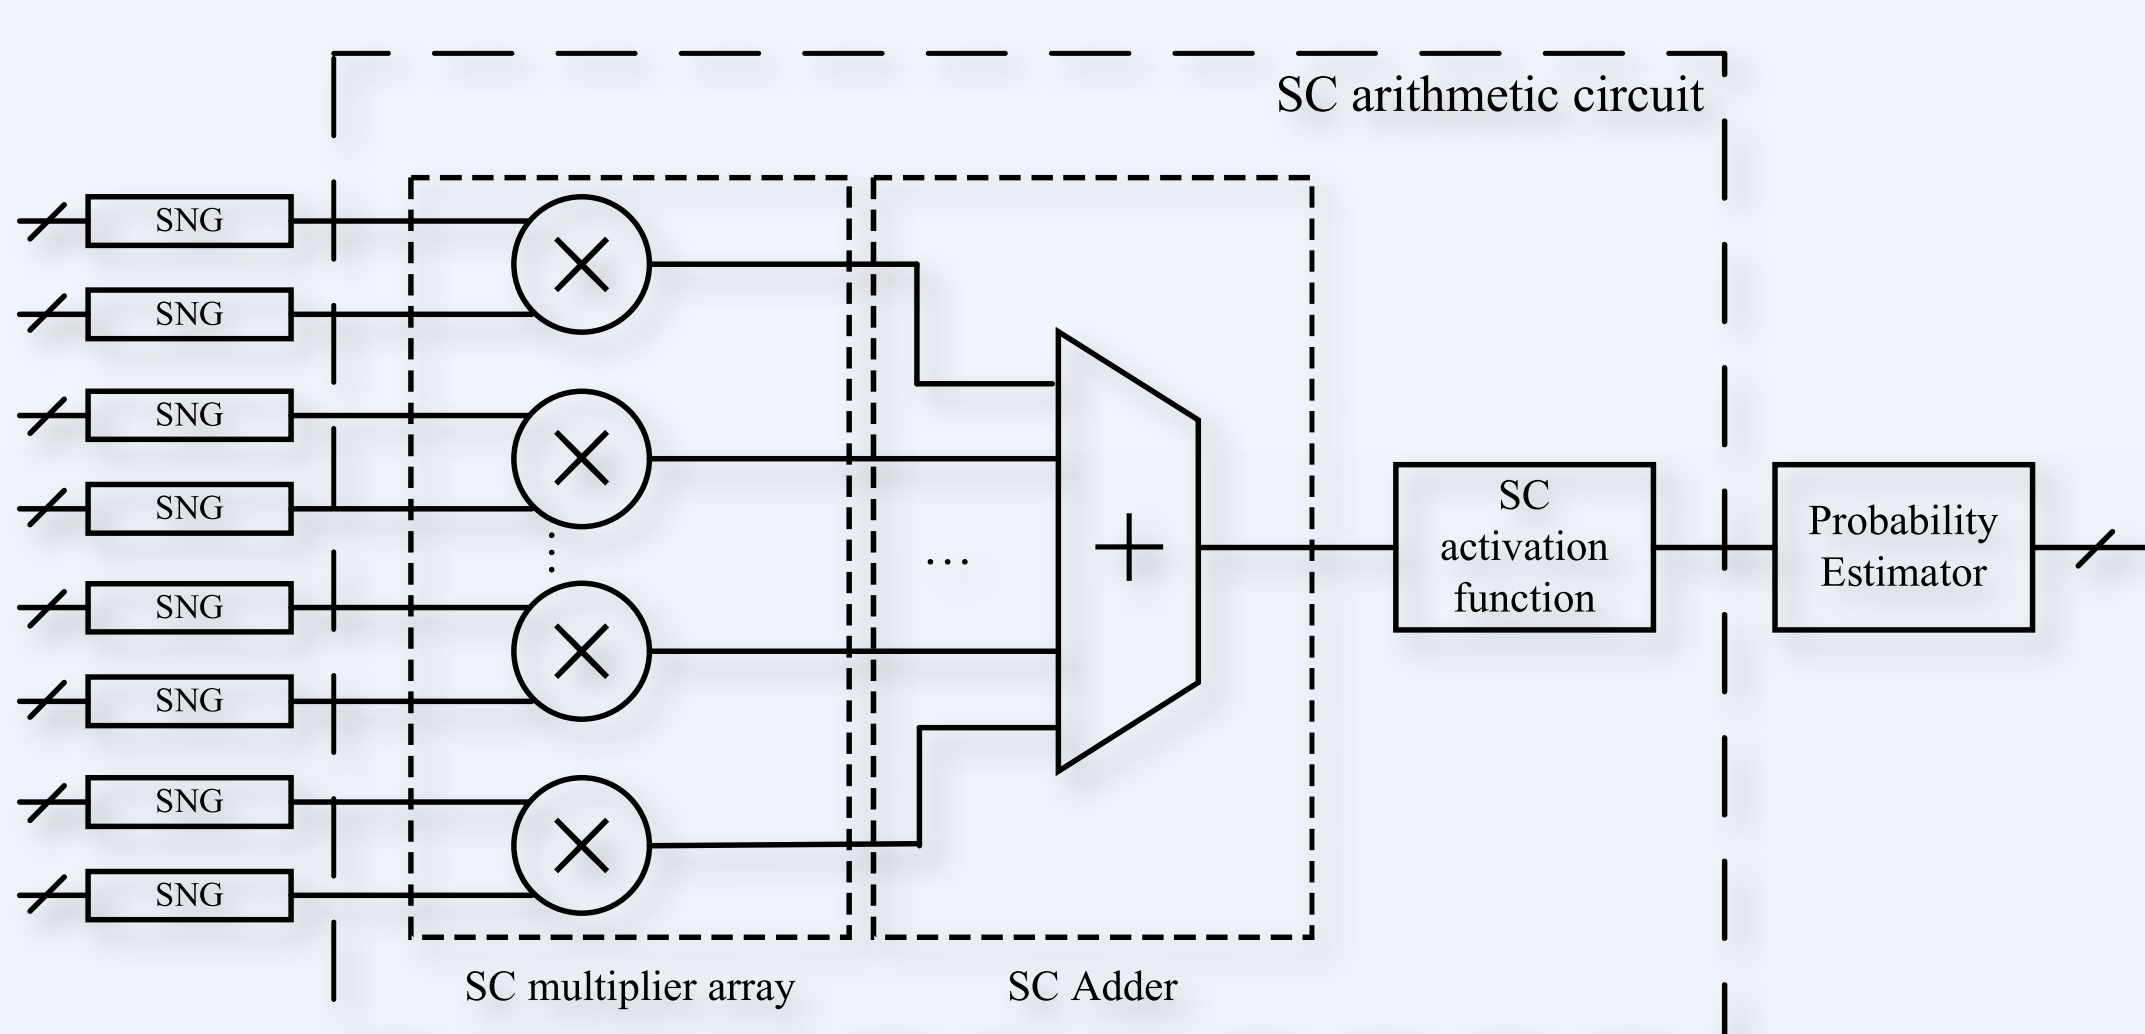 SC arithmetic circuit
SNG
SNG
SNG
SNG
SNG
SNG
SNG
SNG
SC
activation
function
Probability
Estimator
SC multiplier array
SC Adder